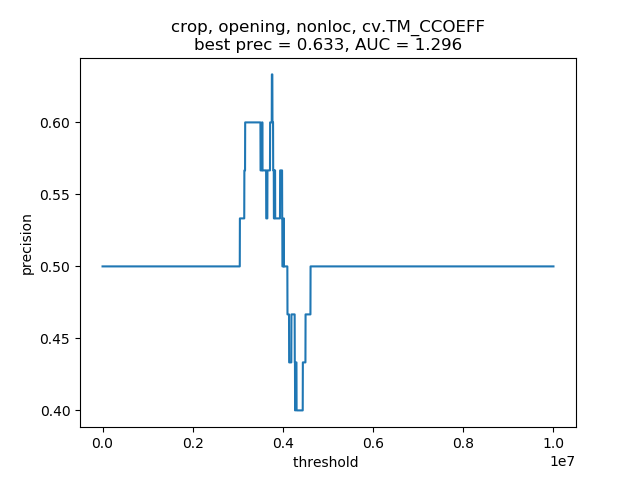 crop, opening, nonloc, cv.TM_CCOEFF
best prec = 0.633, AUC = 1.296
precision
0.60
0.55
0.50
0.45
0.40
0.0 0.2 0.4 0.6 0.8 1.0
1e7
threshold